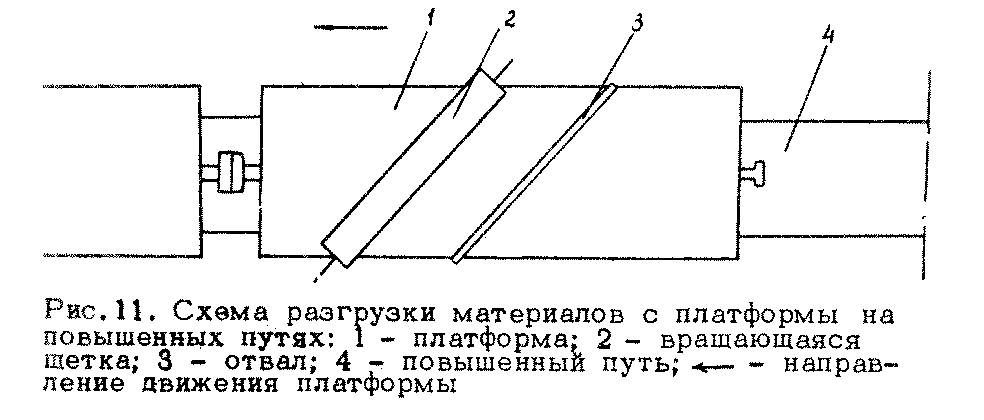 1 2 3 4
Рис.11. Схема разгрузки материалов с платформы на
повышенных путях: 1 - платформа; 2 - вращающаяся
щетка; 3 - отвал; 4 - повышенный путь; ← - направ-
ление движения платформы